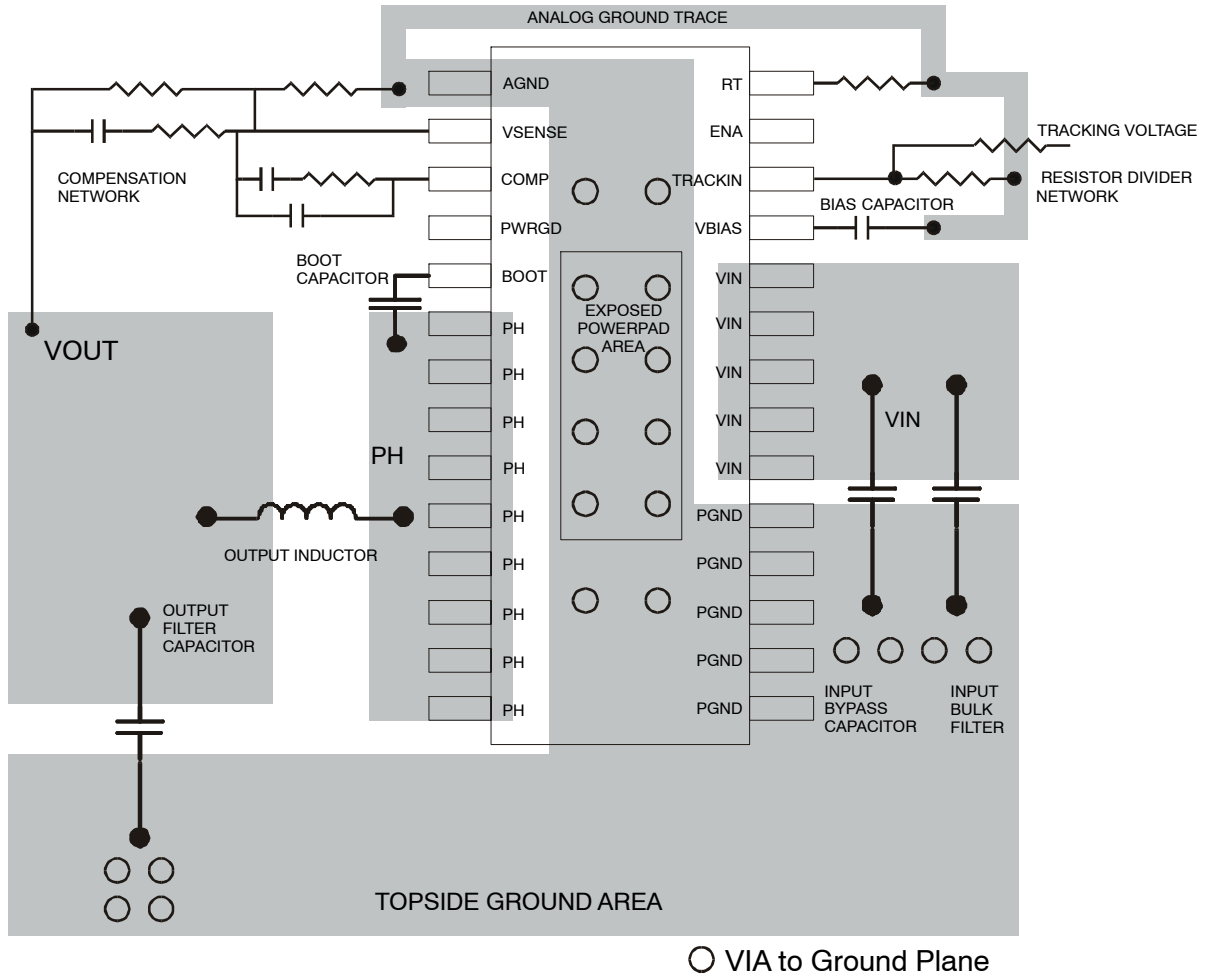 ANALOG GROUND TRACE
AGND
RT
VSENSE
ENA
TRACKING VOLTAGE
COMPENSATION
NETWORK
COMP
TRACKIN
RESISTOR DIVIDER
NETWORK
BIAS CAPACITOR
PWRGD
VBIAS
BOOT
CAPACITOR
BOOT
VIN
EXPOSED
POWERPAD
AREA
PH
VIN
VOUT
PH
VIN
PH
VIN
VIN
PH
PH
VIN
PH
PGND
OUTPUT INDUCTOR
PH
PGND
OUTPUT
FILTER
CAPACITOR
PH
PGND
PH
PGND
PH
PGND
INPUT
BYPASS
CAPACITOR
INPUT
BULK
FILTER
TOPSIDE GROUND AREA
VIA to Ground Plane